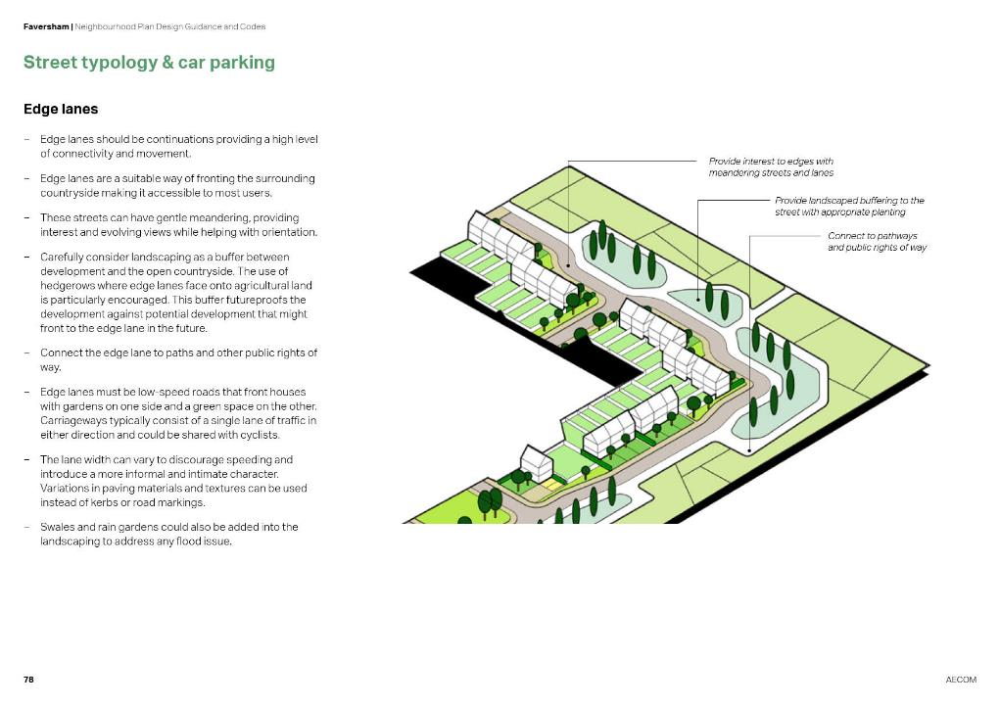 Faversham | Neighbourhood Plan Design Guidance and Codes
Street typology & car parking
Edge lanes
– Edge lanes should be continuations providing a high level
of connectivity and movement.
– Edge lanes are a suitable way of fronting the surrounding
countryside making it accessible to most users.
– These streets can have gentle meandering, providing
interest and evolving views while helping with orientation.
– Carefully consider landscaping as a buffer between
development and the open countryside. The use of
hedgerows where edge lanes face onto agricultural land
is particularly encouraged. This buffer futureproofs the
development against potential development that might
front to the edge lane in the future.
– Connect the edge lane to paths and other public rights of
way.
– Edge lanes must be low-speed roads that front houses
with gardens on one side and a green space on the other.
Carriageways typically consist of a single lane of traffic in
either direction and could be shared with cyclists.
– The lane width can vary to discourage speeding and
introduce a more informal and intimate character.
Variations in paving materials and textures can be used
instead of kerbs or road markings.
– Swales and rain gardens could also be added into the
landscaping to address any flood issue.
Provide interest to edges with
meandering streets and lanes
Provide landscaped buffering to the
street with appropriate planting
Connect to pathways
and public rights of way
78
AECOM